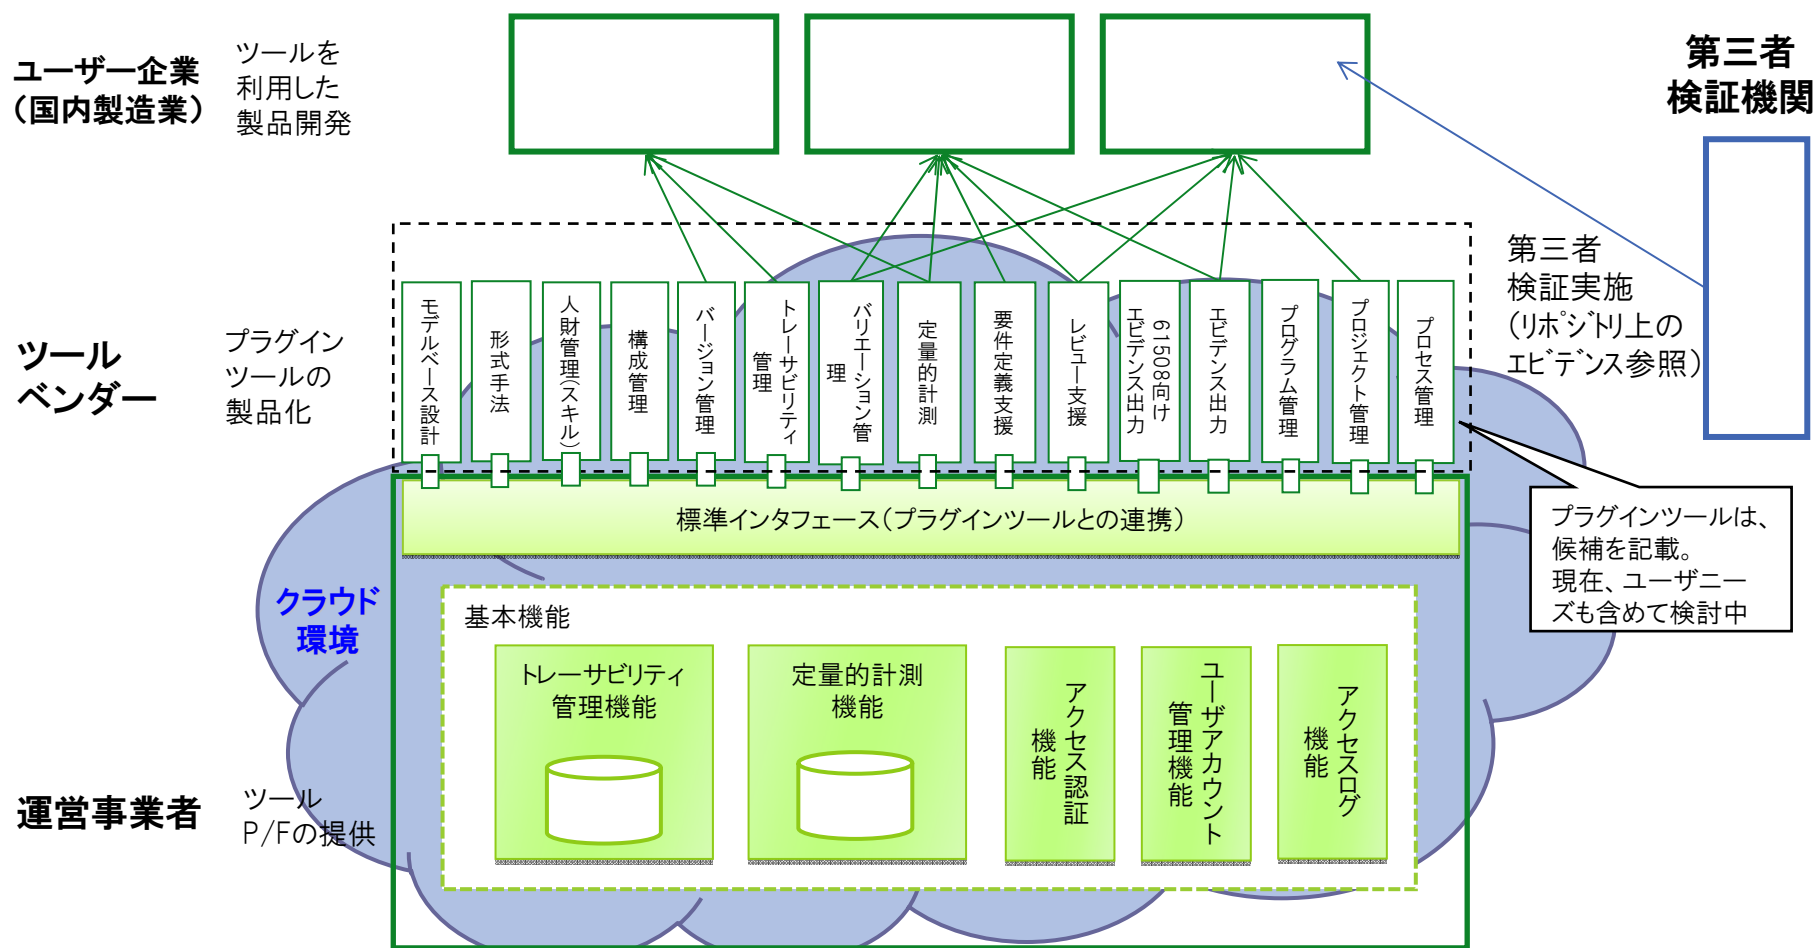 ユーザー企業
（国内製造業）
ツールを
利用した
製品開発
第三者
検証機関
第三者
検証実施
（リポジトリ上の
エビデンス参照）
ツール
ベンダー
プラグイン
ツールの
製品化
モデルベース設計
形式手法
人財管理（スキル）
構成管理
バージョン管理
トレーサビリティ
管理
バリエーション管
理
定量的計測
要件定義支援
レビュー支援
61508向け
エビデンス出力
エビデンス出力
プログラム管理
プロジェクト管理
プロセス管理
標準インタフェース（プラグインツールとの連携）
プラグインツールは、
候補を記載。
現在、ユーザニー
ズも含めて検討中
クラウド
環境
基本機能
トレーサビリティ
管理機能
定量的計測
機能
アクセス認証
機能
ユーザアカウント
管理機能
アクセスログ
機能
運営事業者
ツール
P/Fの提供